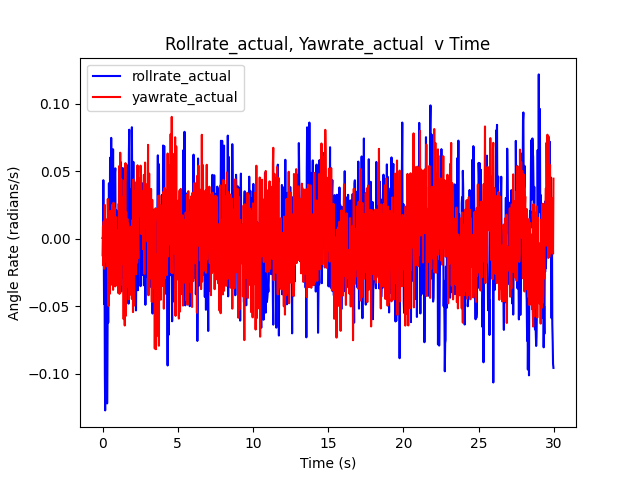 Rollrate_actual, Yawrate_actual  v Time
rollrate_actual
yawrate_actual
Angle Rate (radians/s)
0.10
0.05
0.00
−0.05
−0.10
0 5 10 15 20 25 30
Time (s)